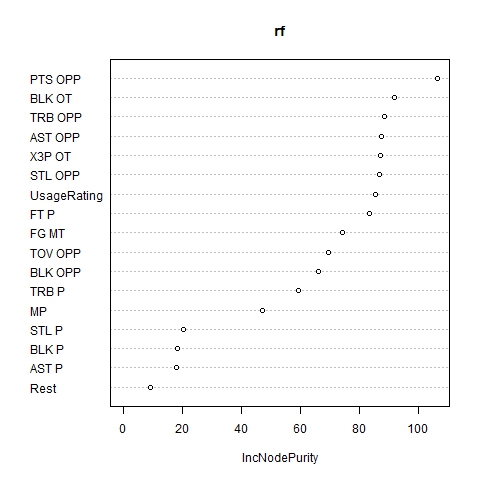 rf
PTS OPP
BLK OT
TRB OPP
AST OPP
X3P OT
STL OPP
UsageRating
FT P
FG MT
TOV OPP
BLK OPP
TRB P
MP
STL P
BLK P
AST P
Rest
0 20 40 60 80 100
IncNodePurity